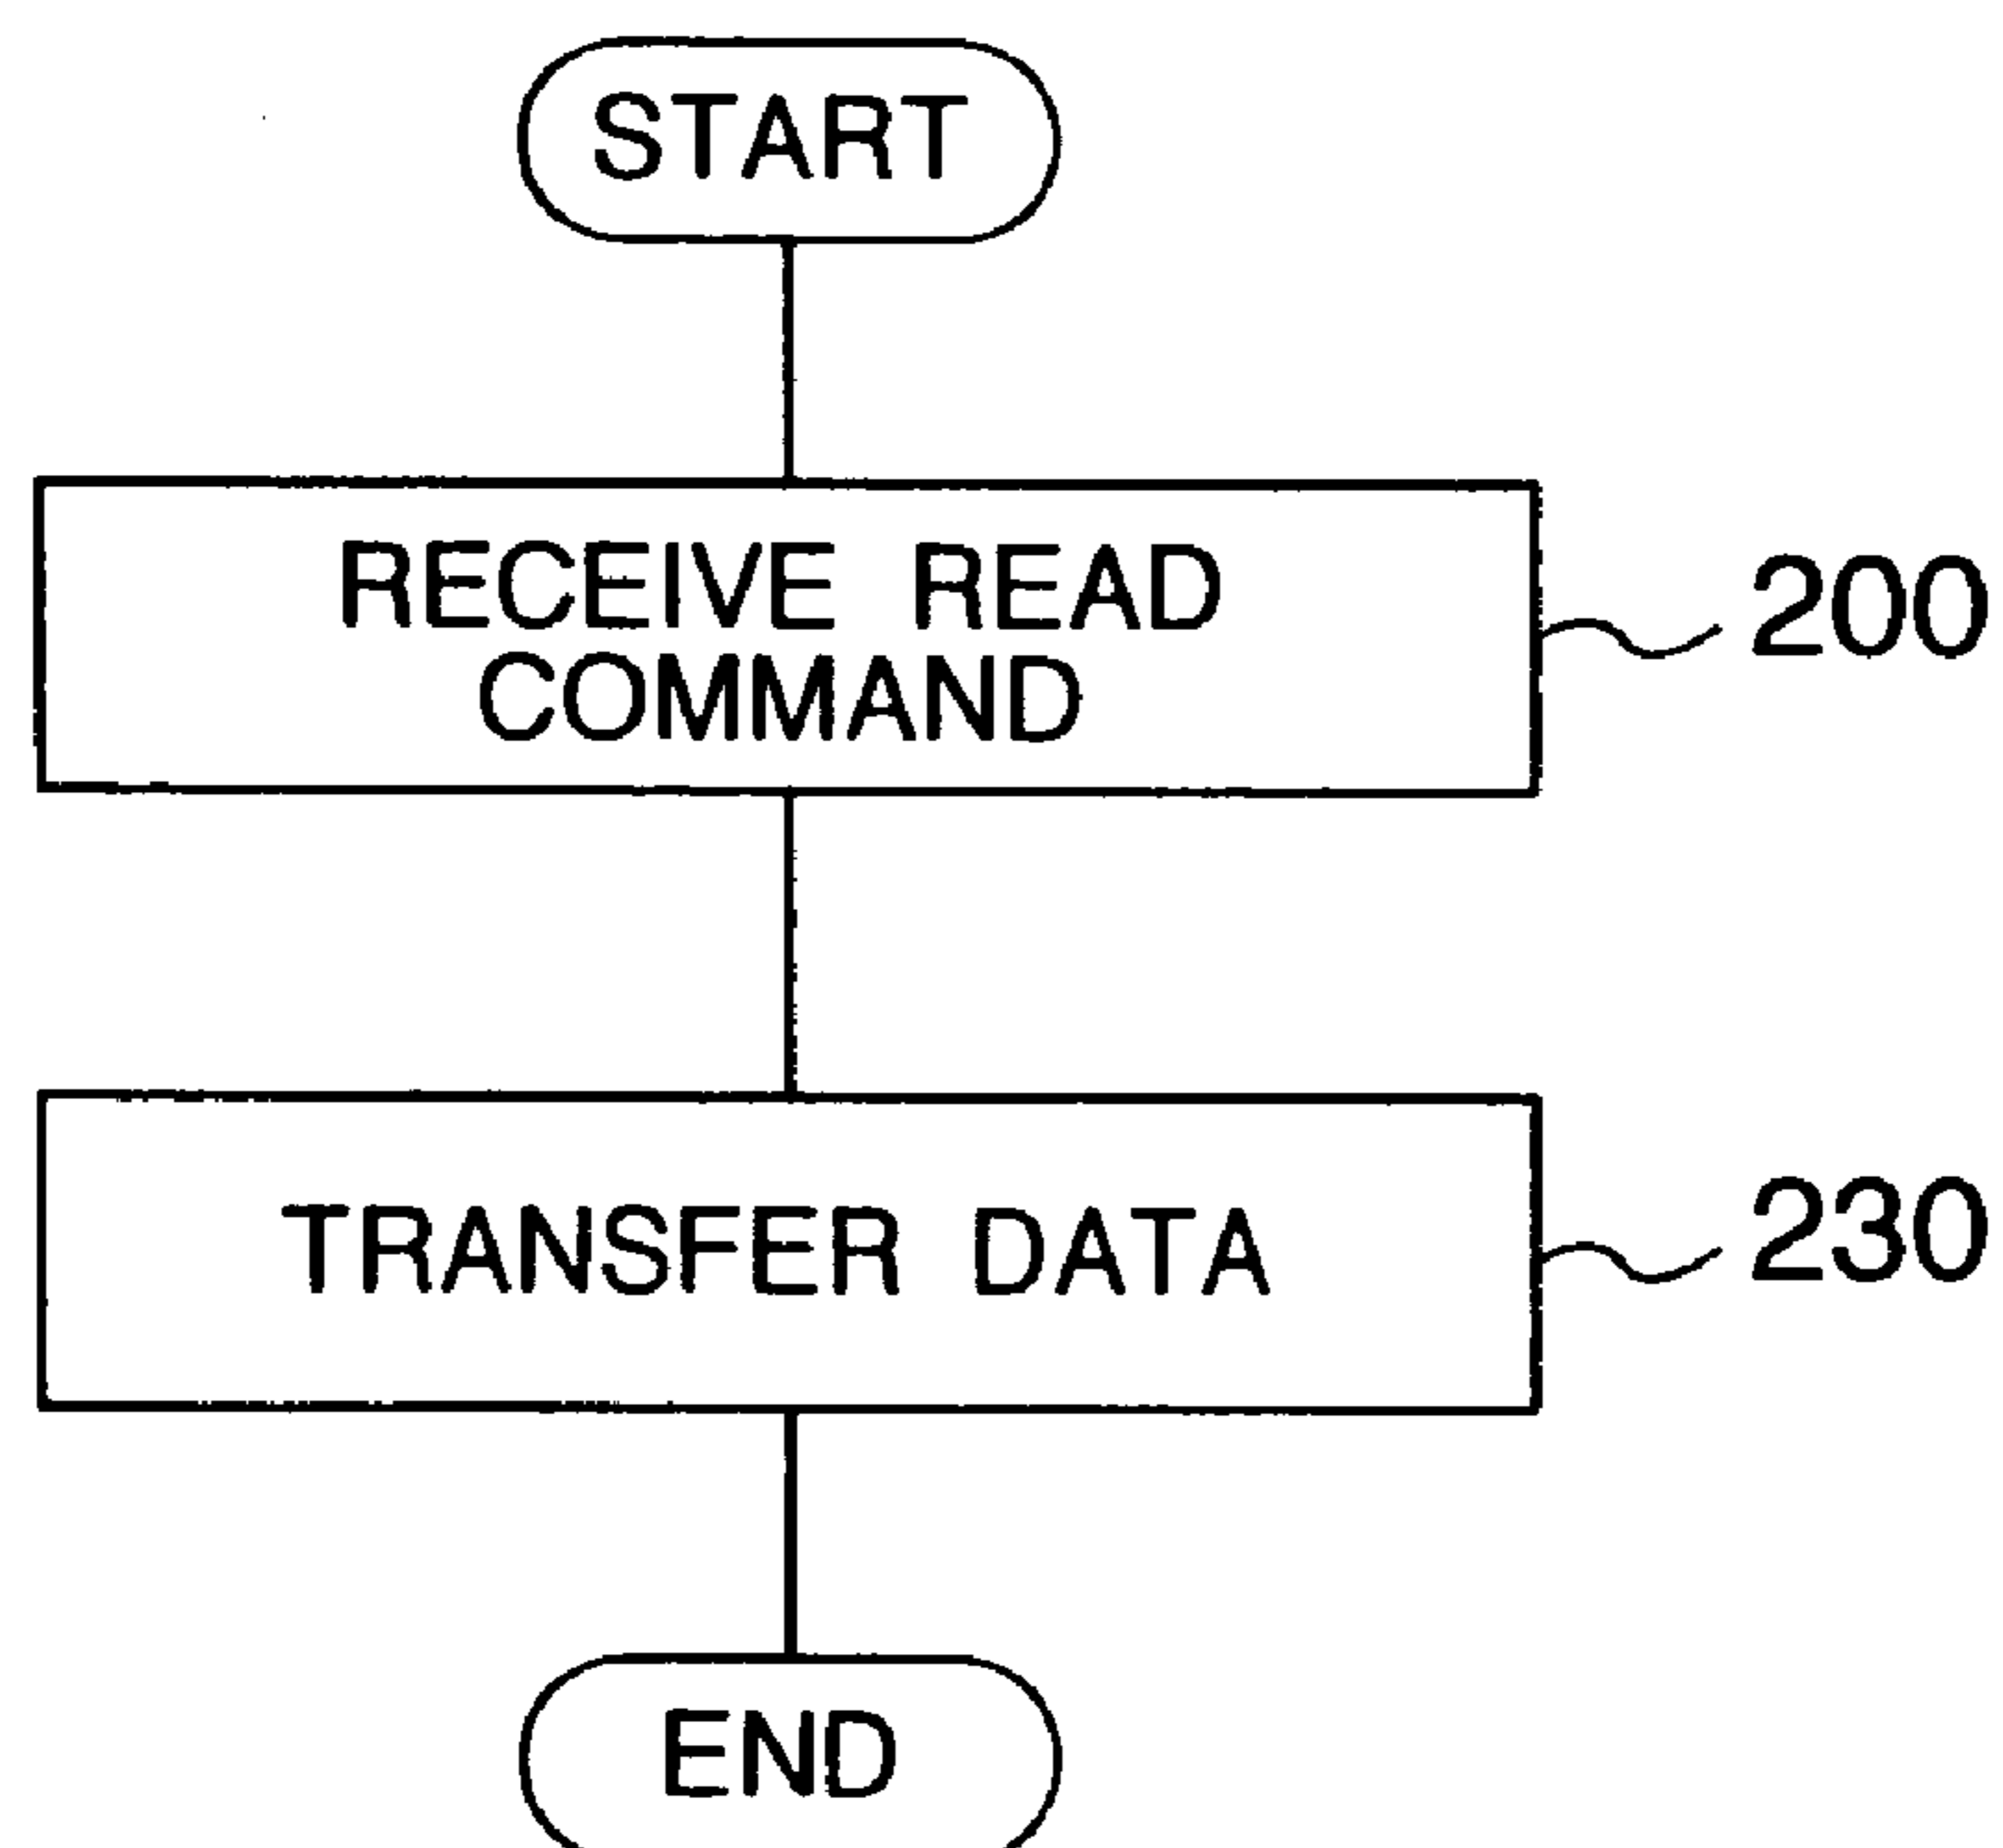 START
RECEIVE READ
COMMAND
200
TRANSFER DATA
230
END